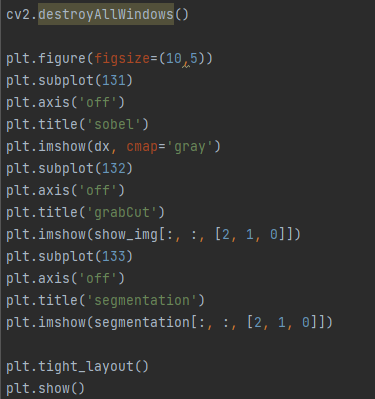 cv2.destroyAllWindows()
plt.figure(figsize=(10,5))
plt.subplot(131)
plt.axis('off')
plt.title('sobel')
plt.imshow(dx, cmap='gray')
plt.subplot(132)
plt.axis('off')
plt.title('grabCut')
plt.imshow(show_img[:, :, [2, 1, 0]])
plt.subplot(133)
plt.axis('off')
plt.title('segmentation')
plt.imshow(segmentation[:, :, [2, 1, 0]])
plt.tight_layout()
plt.show()